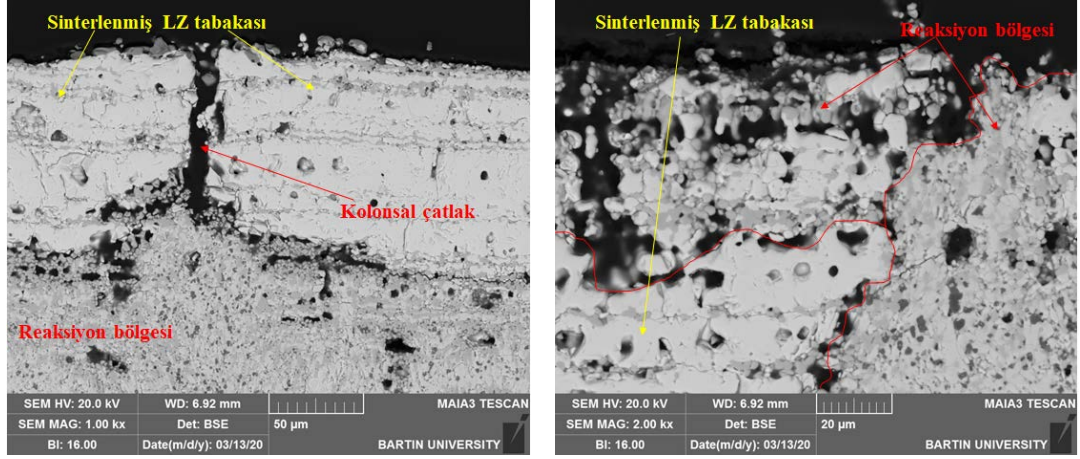 Sinterlenmiş LZ tabakası
Kolonsal çatlak
Reaksiyon bölgesi
SEM HV: 20.0 kV WD: 6.92 mm MAIA3 TESCAN
SEM MAG: 1.00 kx Det: BSE 50 µm
BI: 16.00 Date(m/d/y): 03/13/20 BARTIN UNIVERSITY
Sinterlenmiş LZ tabakası
Reaksiyon bölgesi
SEM HV: 20.0 kV WD: 6.92 mm MAIA3 TESCAN
SEM MAG: 2.00 kx Det: BSE 20 µm
BI: 16.00 Date(m/d/y): 03/13/20 BARTIN UNIVERSITY